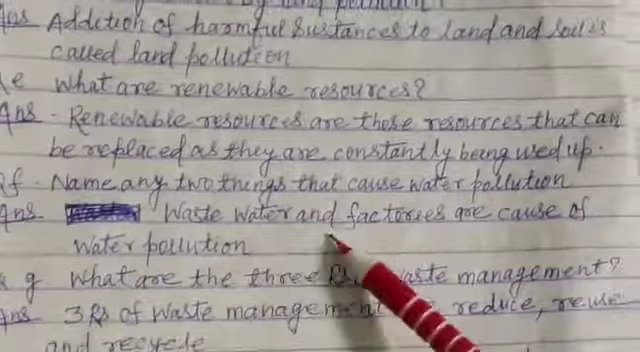 Ans Addiction of harmful Sustances to land and soil is
called land pollution
e What are renewable resources?
Ans - Renewable resources are those resources that can
be replaced as they are constantly being used up.
f. Name any two things that cause water pollution
Ans. Waste water and factories are cause of
water pollution
g What are the three waste management?
Ans 3 Rs of waste management reduce, reuse
and recycle